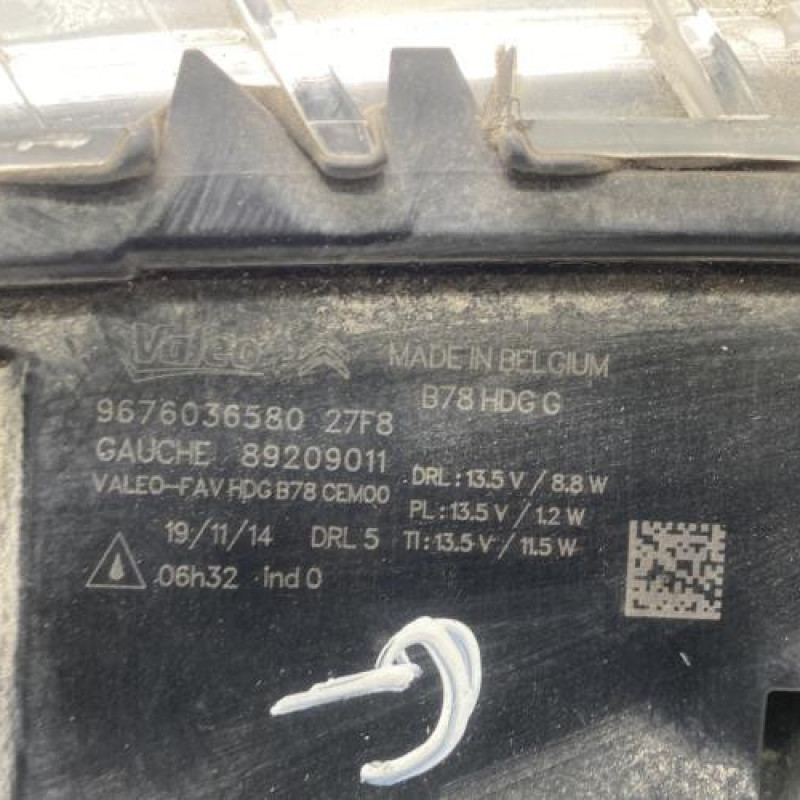 Valeo MADE IN BELGIUM
B78 HDG G
9676036580 27F8
GAUCHE 89209011
VALEO-FAV HDG B78 CEM00
DRL : 13.5 V / 8.8 W
PL : 13.5 V / 1.2 W
19/11/14 DRL 5 TI : 13.5 V / 11.5 W
06h32 ind 0